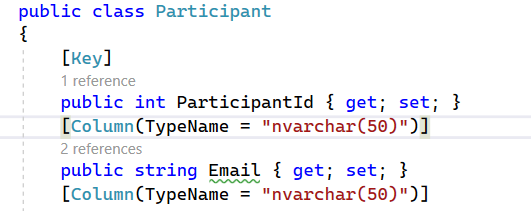 public class Participant
{
[Key]
1 reference
public int ParticipantId { get; set; }
[Column(TypeName = "nvarchar(50)")]
2 references
public string Email { get; set; }
[Column(TypeName = "nvarchar(50)")]